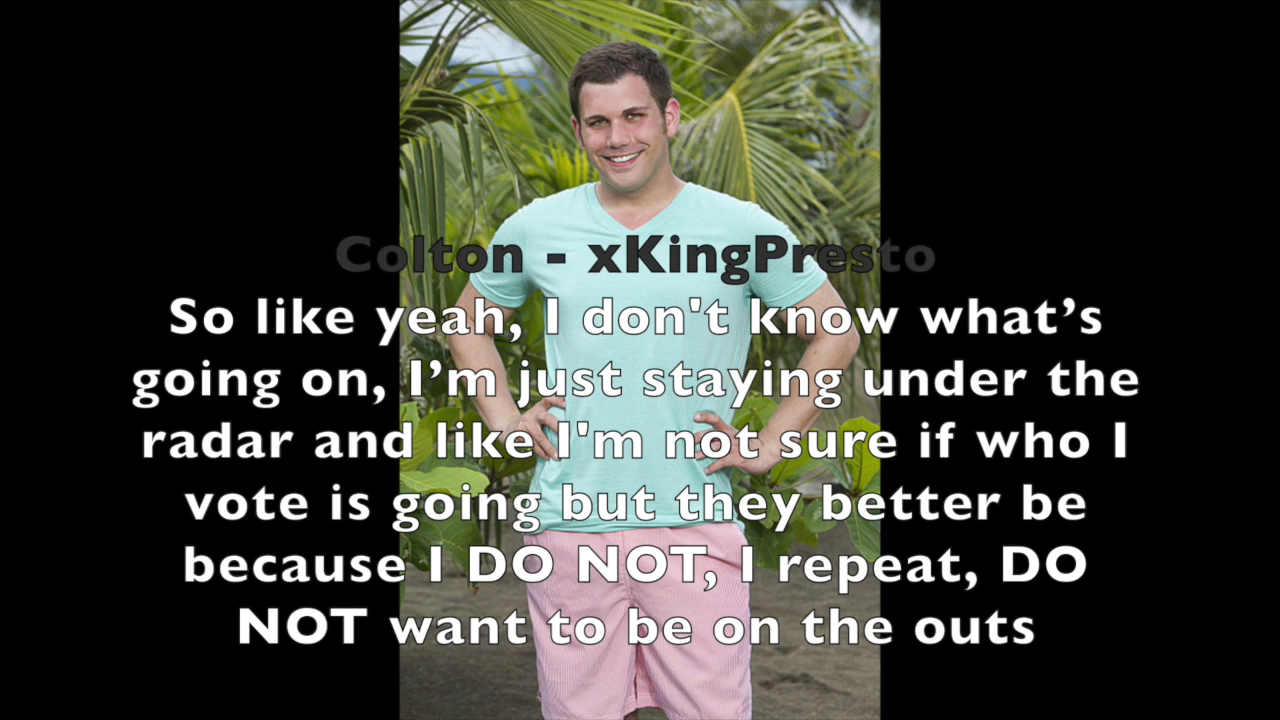 Colton - xKingPresto
So like yeah, I don't know what’s
going on, I’m just staying under the
radar and like I'm not sure if who I
vote is going but they better be
because I DO NOT, I repeat, DO
NOT want to be on the outs